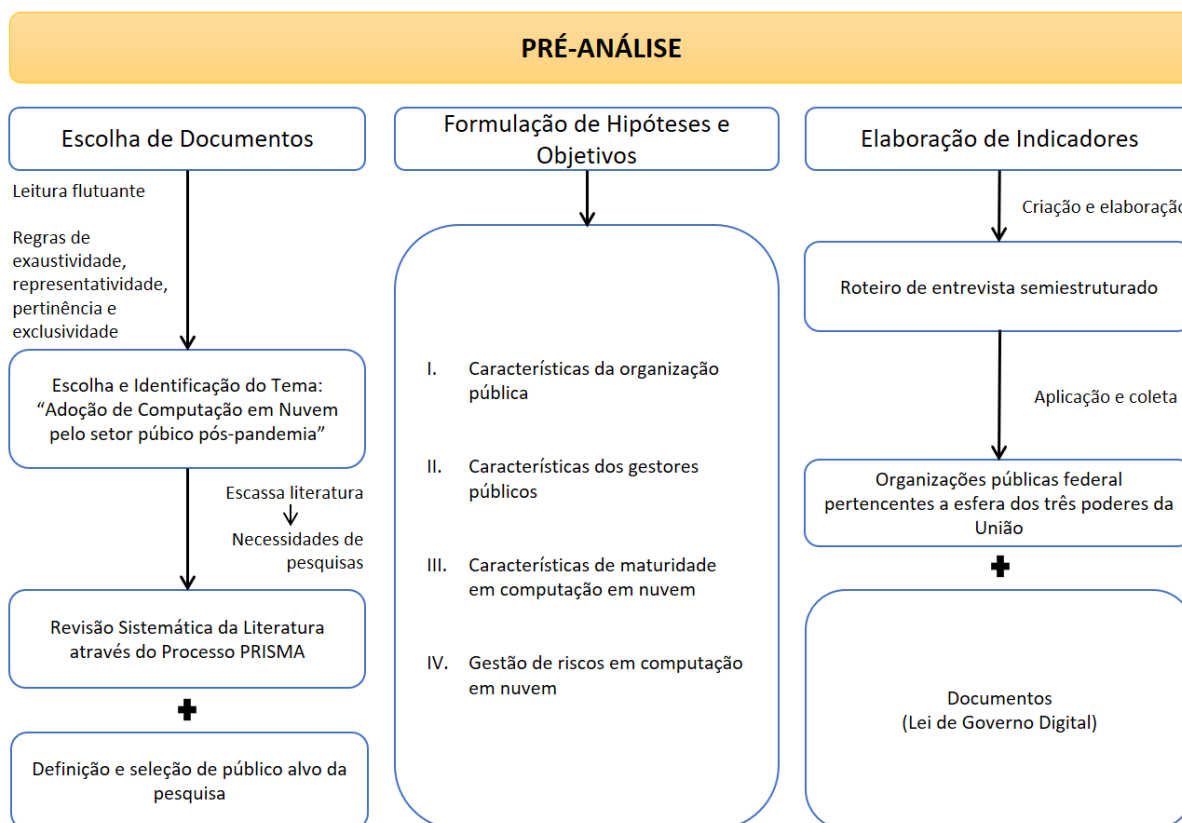 PRÉ-ANÁLISE
Escolha de Documentos
Leitura flutuante
Regras de
exaustividade,
representatividade,
pertinência e
exclusividade
Escolha e Identificação do Tema:
“Adoção de Computação em Nuvem
pelo setor púbico pós-pandemia”
Escassa literatura
Necessidades de
pesquisas
Revisão Sistemática da Literatura
através do Processo PRISMA
Definição e seleção de público alvo da
pesquisa
Formulação de Hipóteses e
Objetivos
I. Características da organização
pública
II. Características dos gestores
públicos
III. Características de maturidade
em computação em nuvem
IV. Gestão de riscos em computação
em nuvem
Elaboração de Indicadores
Criação e elaboração
Roteiro de entrevista semiestruturado
Aplicação e coleta
Organizações públicas federal
pertencentes a esfera dos três poderes da
União
Documentos
(Lei de Governo Digital)